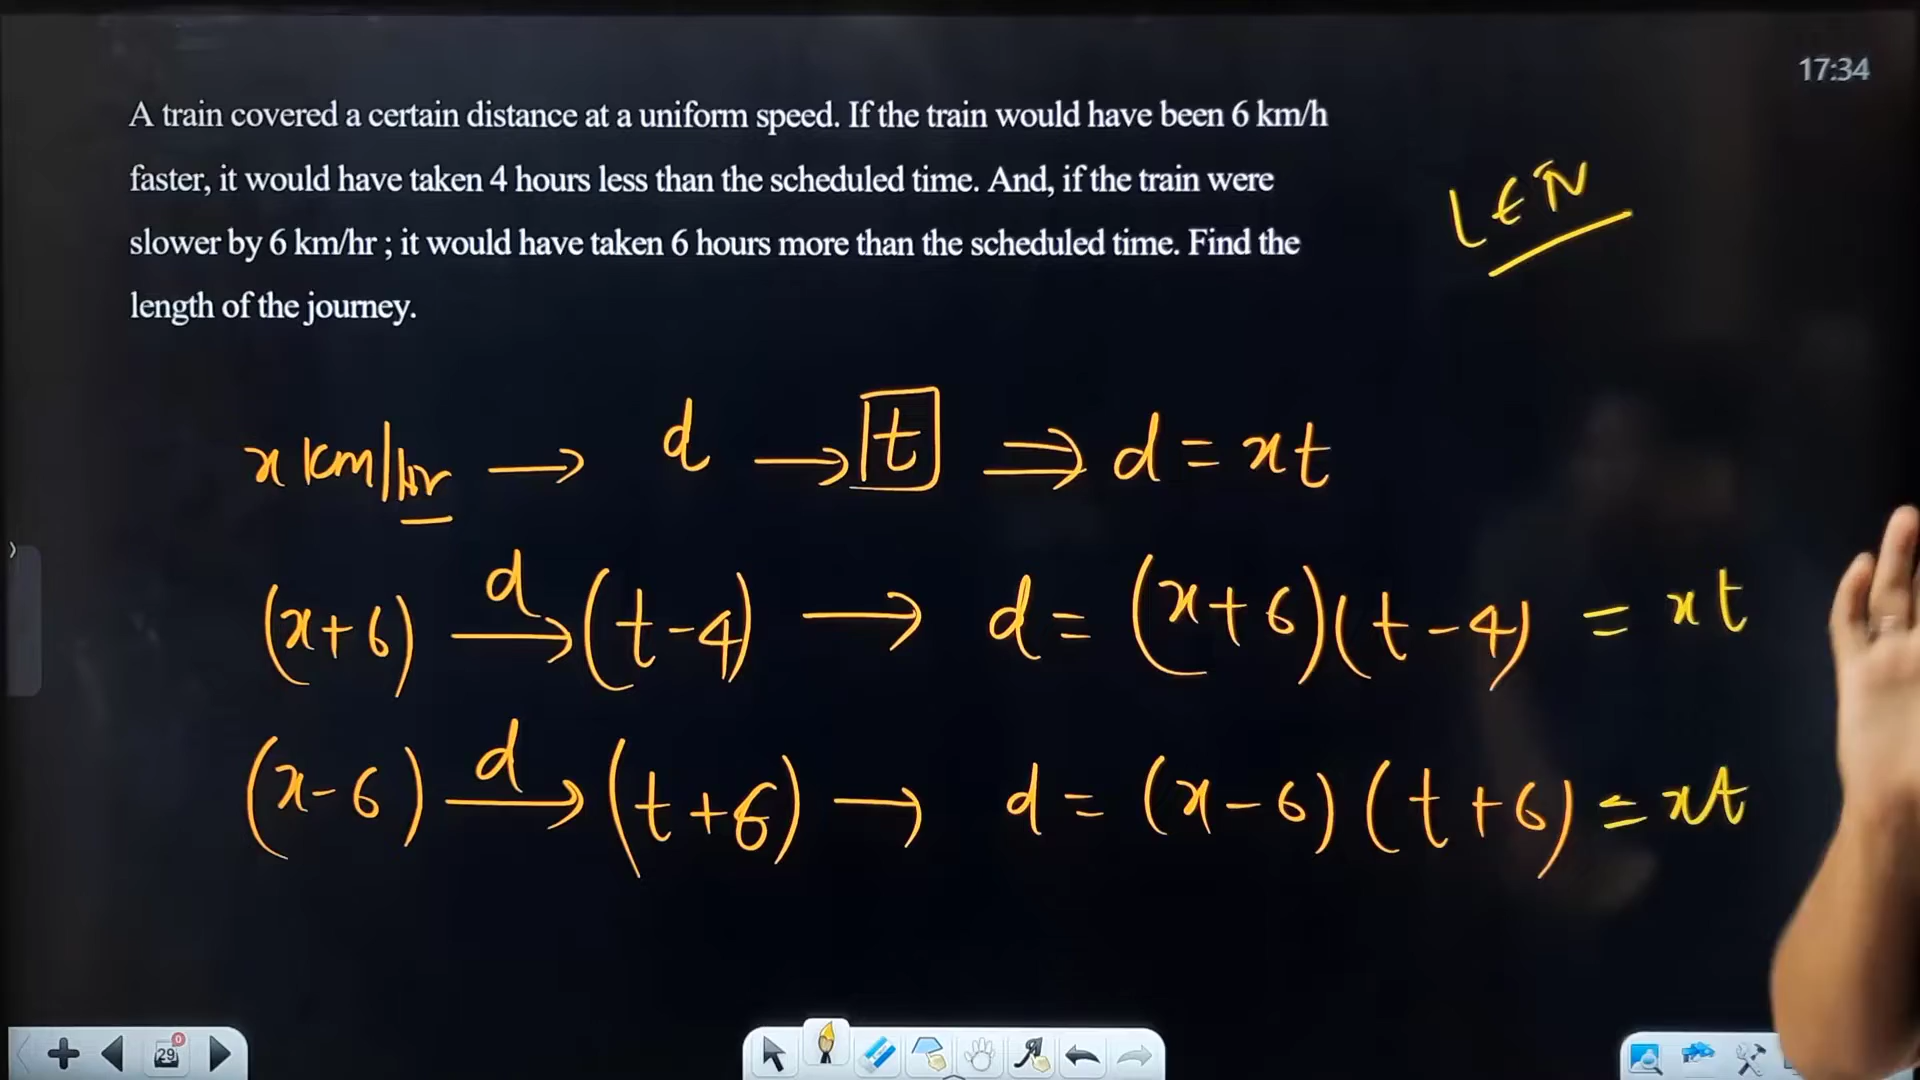 17:34
A train covered a certain distance at a uniform speed. If the train would have been 6 km/h
faster, it would have taken 4 hours less than the scheduled time. And, if the train were
slower by 6 km/hr ; it would have taken 6 hours more than the scheduled time. Find the
length of the journey.
LEN
x km/hr → d → t ⇒ d = xt
(x+6) d → (t-4) → d = (x+6)(t-4) = xt
(x-6) d → (t+6) → d = (x-6)(t+6) = xt
29 0